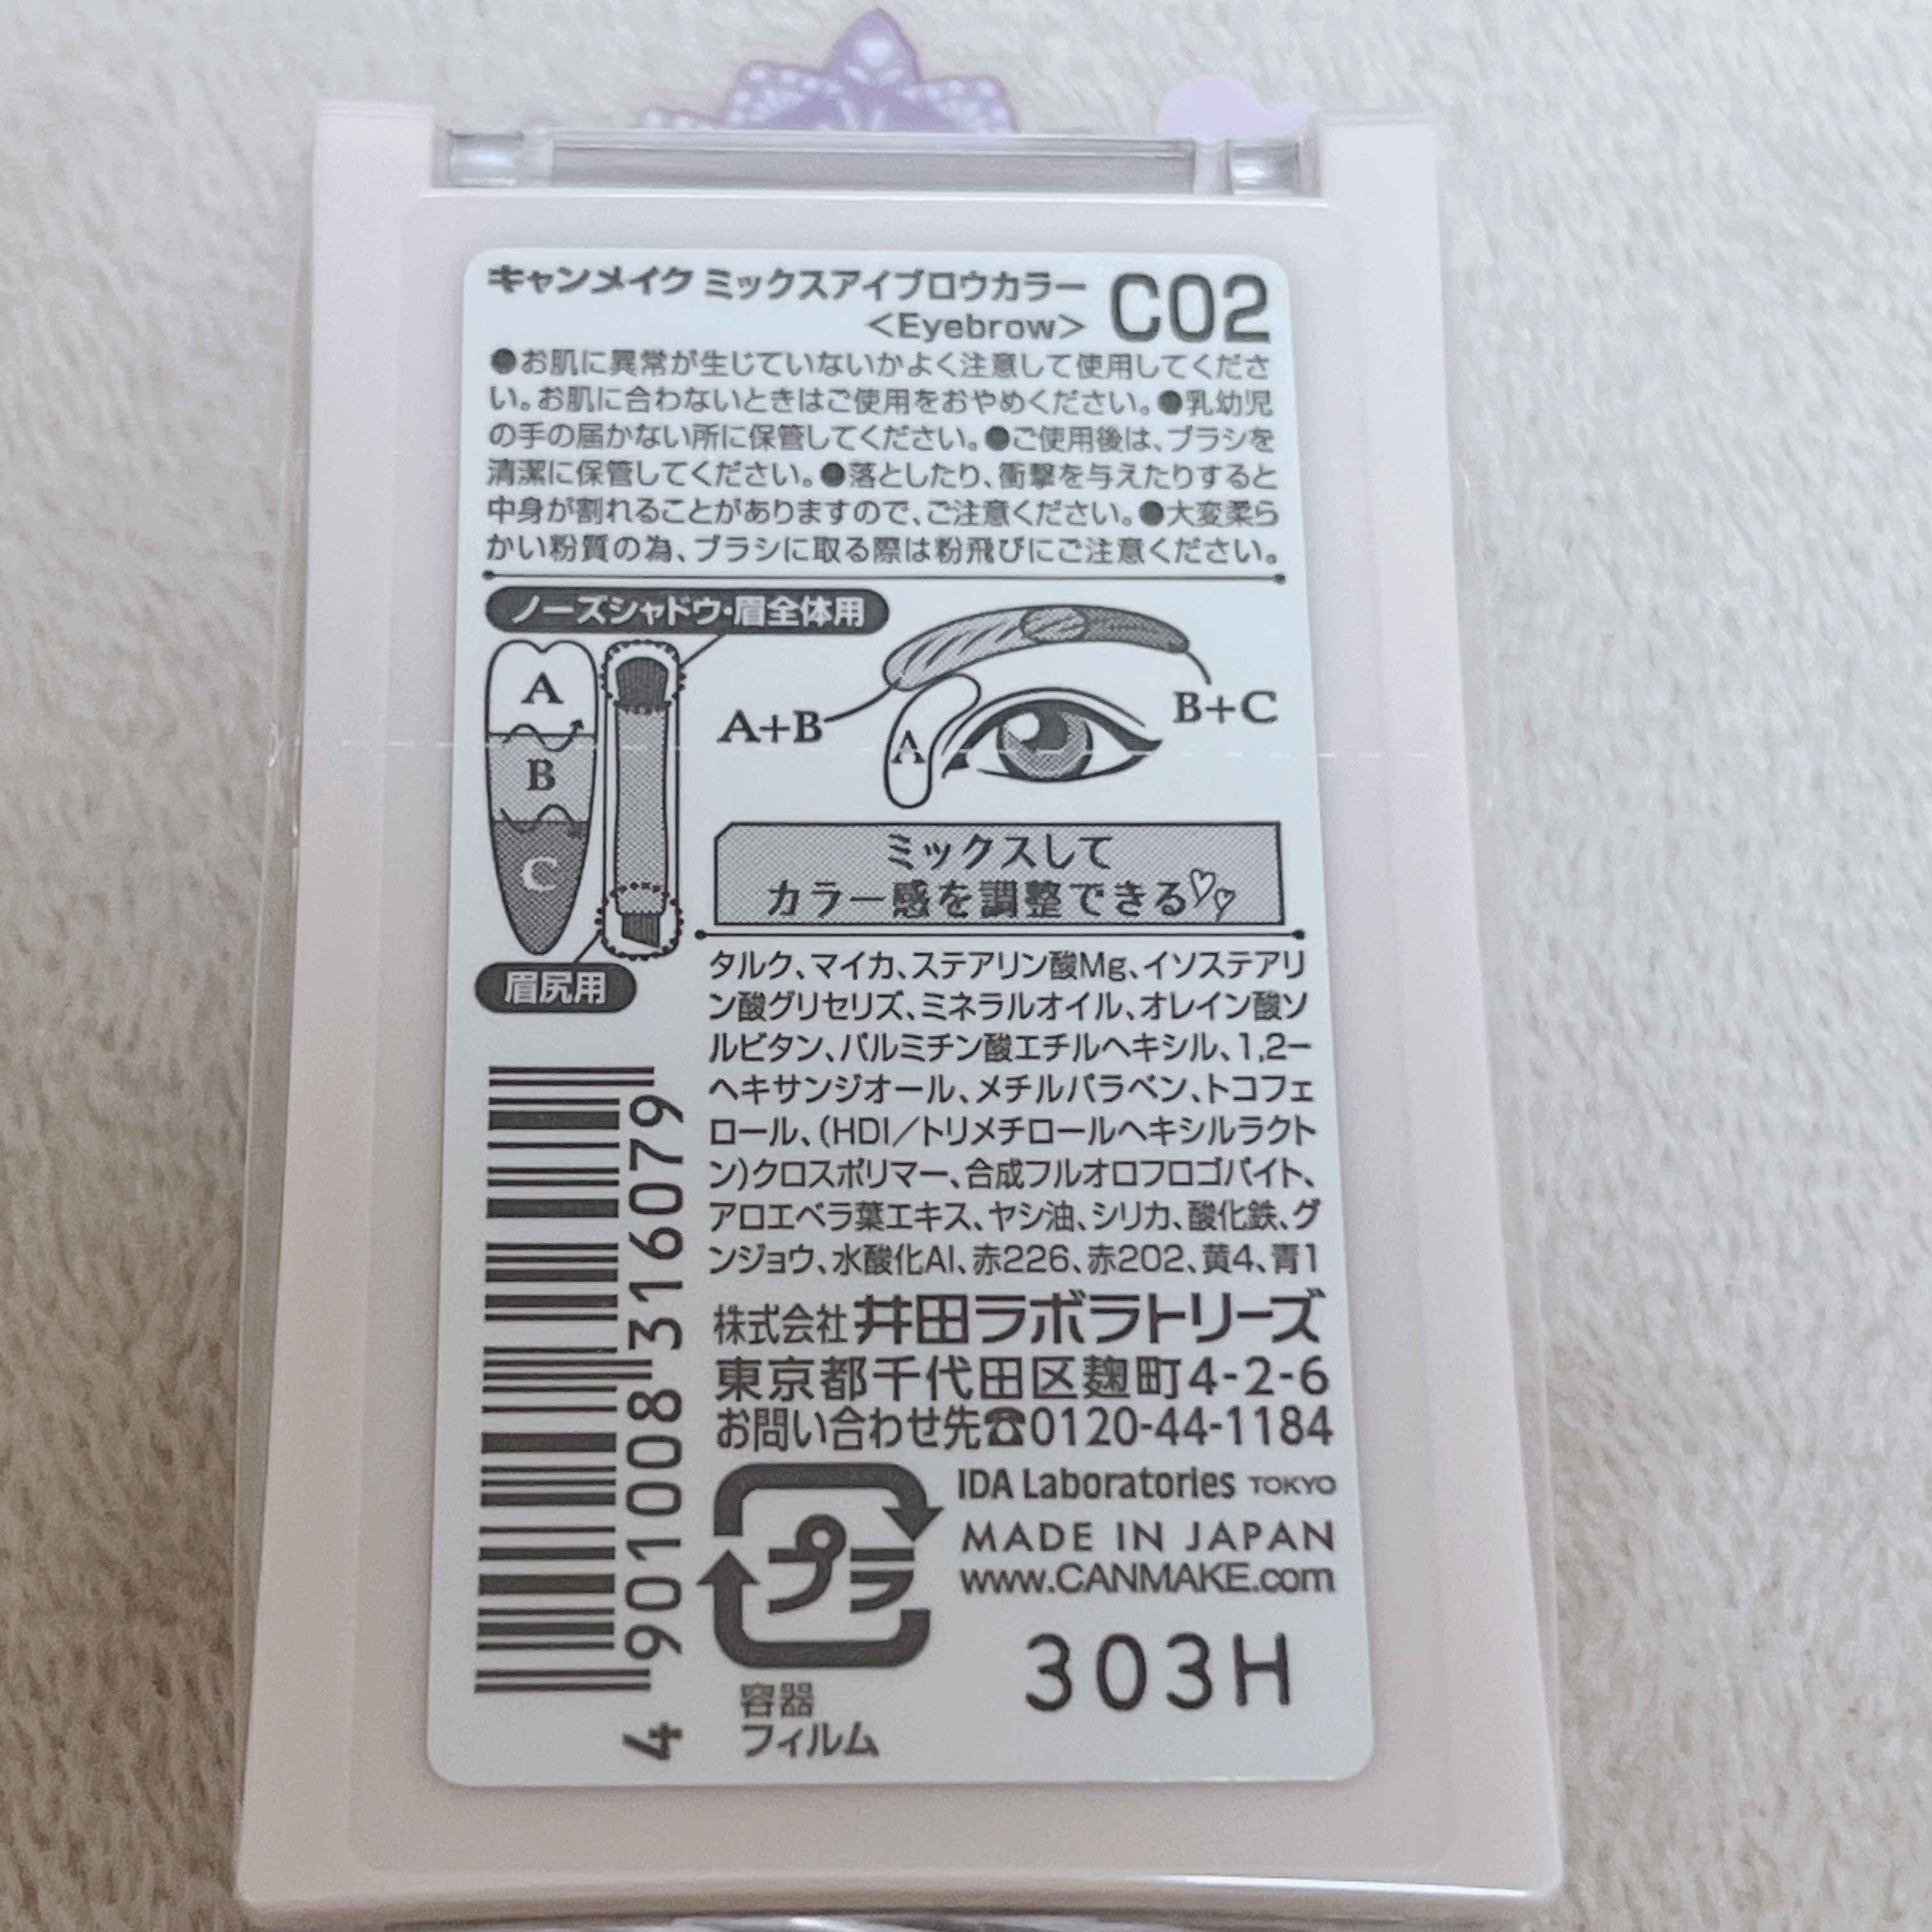 キャンメイク ミックスアイブロウカラー C02
<Eyebrow>
●お肌に異常が生じていないかよく注意して使用してくださ
い。お肌に合わないときはご使用をおやめください。●乳幼児
の手の届かない所に保管してください。●ご使用後は、ブラシを
清潔に保管してください。●落としたり、衝撃を与えたりすると
中身が割れることがありますので、ご注意ください。●大変柔ら
かい粉質の為、ブラシに取る際は粉飛びにご注意ください。
ノーズシャドウ・眉全体用
A
B
C
眉尻用
A+B
A
B+C
ミックスして
カラー感を調整できる♡♡
タルク、マイカ、ステアリン酸Mg、イソステアリ
ン酸グリセリズ、ミネラルオイル、オレイン酸ソ
ルビタン、パルミチン酸エチルヘキシル、1,2ー
ヘキサンジオール、メチルパラベン、トコフェ
ロール、(HDI／トリメチロールヘキシルラクト
ン)クロスポリマー、合成フルオロフロゴパイト、
アロエベラ葉エキス、ヤシ油、シリカ、酸化鉄、グ
ンジョウ、水酸化Al、赤226、赤202、黄4、青1
株式会社井田ラボラトリーズ
東京都千代田区麹町4-2-6
お問い合わせ先☎0120-44-1184
IDA Laboratories TOKYO
MADE IN JAPAN
www.CANMAKE.com
303H
プラ
容器
フィルム
4 901008 316079